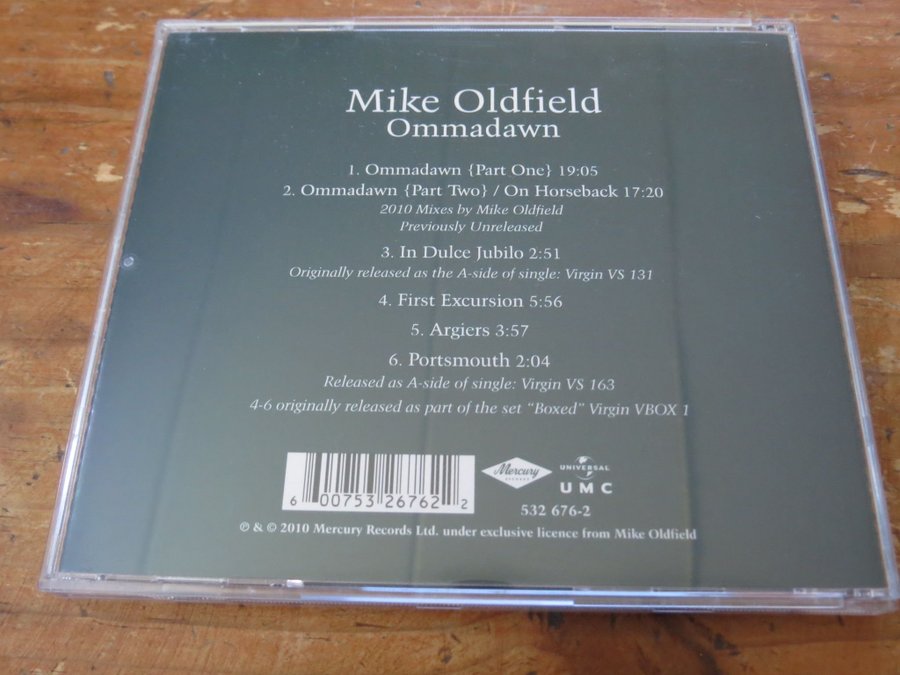 Mike Oldfield
Ommadawn
1. Ommadawn {Part One} 19:05
2. Ommadawn {Part Two} / On Horseback 17:20
2010 Mixes by Mike Oldfield
Previously Unreleased
3. In Dulce Jubilo 2:51
Originally released as the A-side of single: Virgin VS 131
4. First Excursion 5:56
5. Argiers 3:57
6. Portsmouth 2:04
Released as A-side of single: Virgin VS 163
4-6 originally released as part of the set "Boxed" Virgin VBOX 1
6 00753 26762 2
Mercury
RECORDS
UNIVERSAL
UMC
532 676-2
℗ & © 2010 Mercury Records Ltd. under exclusive licence from Mike Oldfield